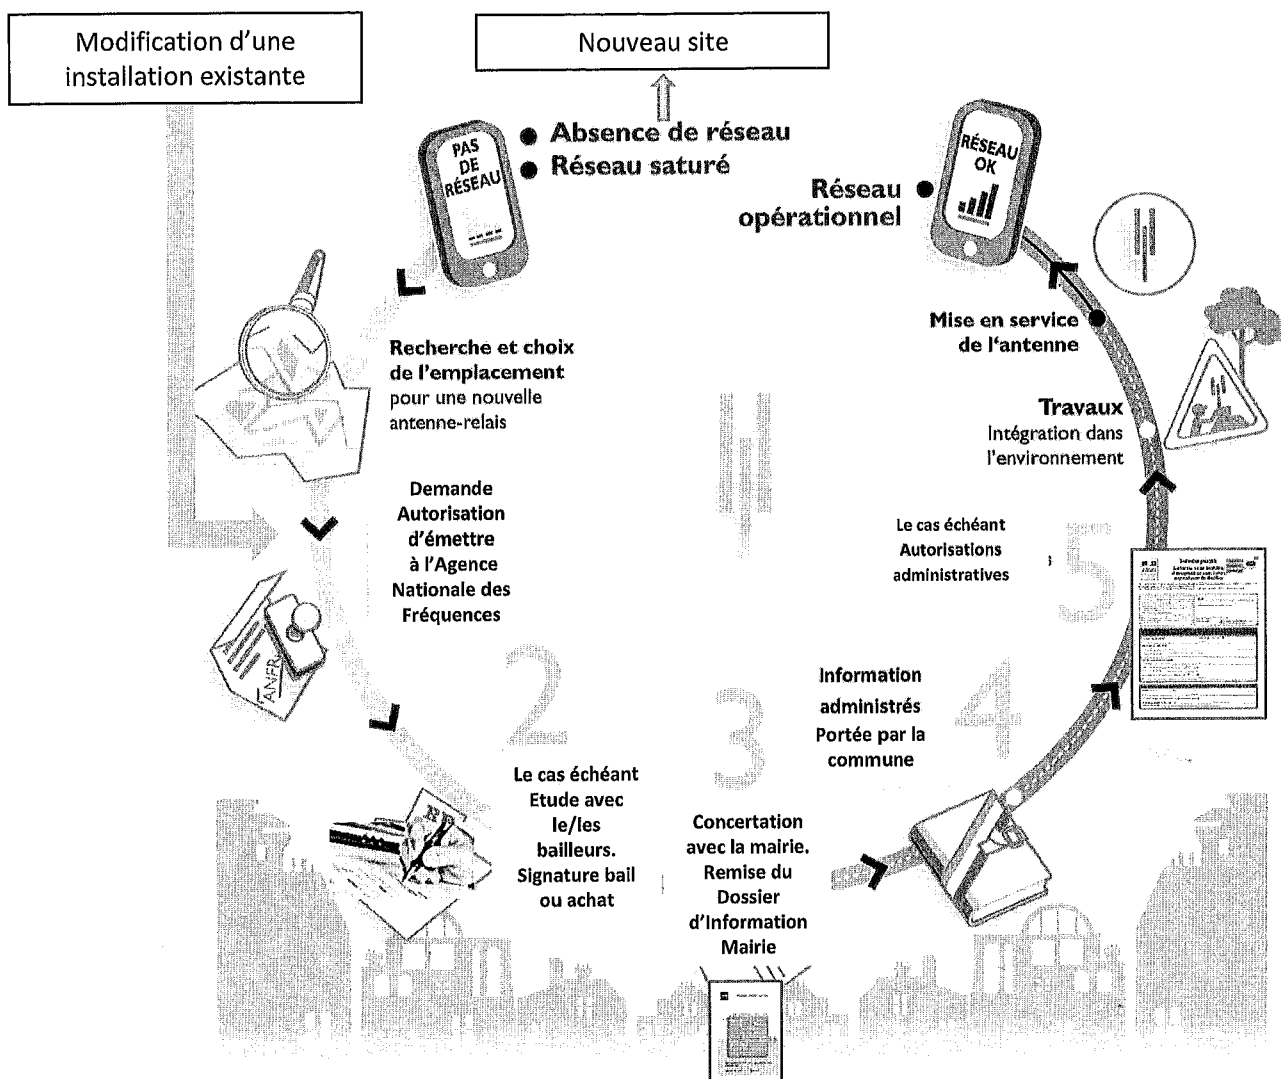 Modification d'une
installation existante
Nouveau site
Absence de réseau
Réseau saturé
PAS
DE
RÉSEAU
Recherche et choix
de l'emplacement
pour une nouvelle
antenne-relais
Demande
Autorisation
d'émettre
à l'Agence
Nationale des
Fréquences
ANFR
2
Le cas échéant
Etude avec
le/les
bailleurs.
Signature bail
ou achat
3
Concertation
avec la mairie.
Remise du
Dossier
d'Information
Mairie
4
Information
administrés
Portée par la
commune
5
Le cas échéant
Autorisations
administratives
Travaux
Intégration dans
l'environnement
Mise en service
de l'antenne
Réseau
opérationnel
RÉSEAU
OK